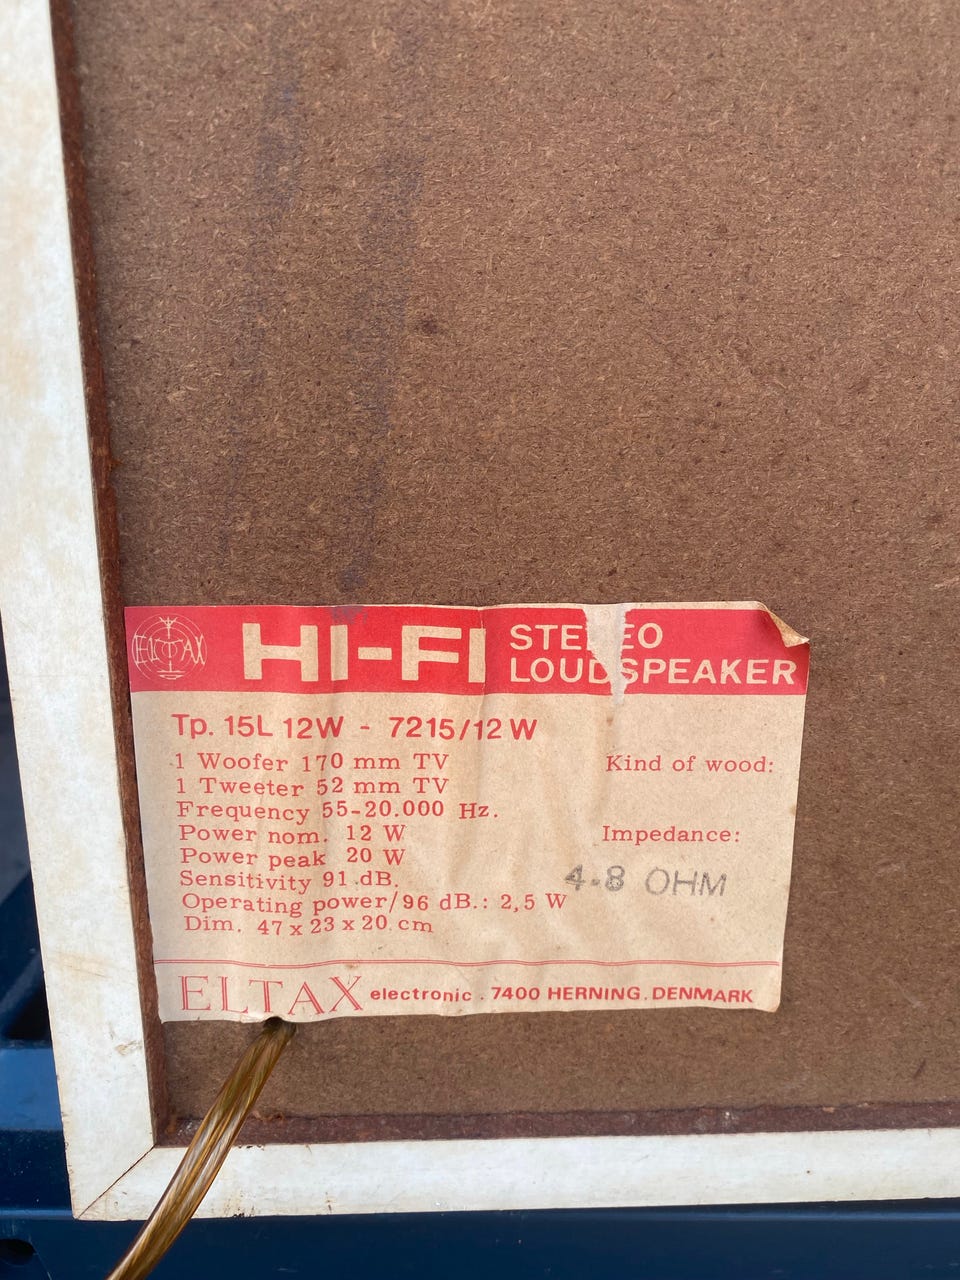 ELTAX
HI-FI
STEREO
LOUDSPEAKER
Tp. 15L 12W - 7215/12 W
1 Woofer 170 mm TV
1 Tweeter 52 mm TV
Frequency 55-20.000 Hz.
Power nom. 12 W
Power peak 20 W
Sensitivity 91 dB.
Operating power/96 dB.: 2,5 W
Dim. 47 x 23 x 20 cm
Kind of wood:
Impedance:
4-8 OHM
ELTAX electronic . 7400 HERNING. DENMARK